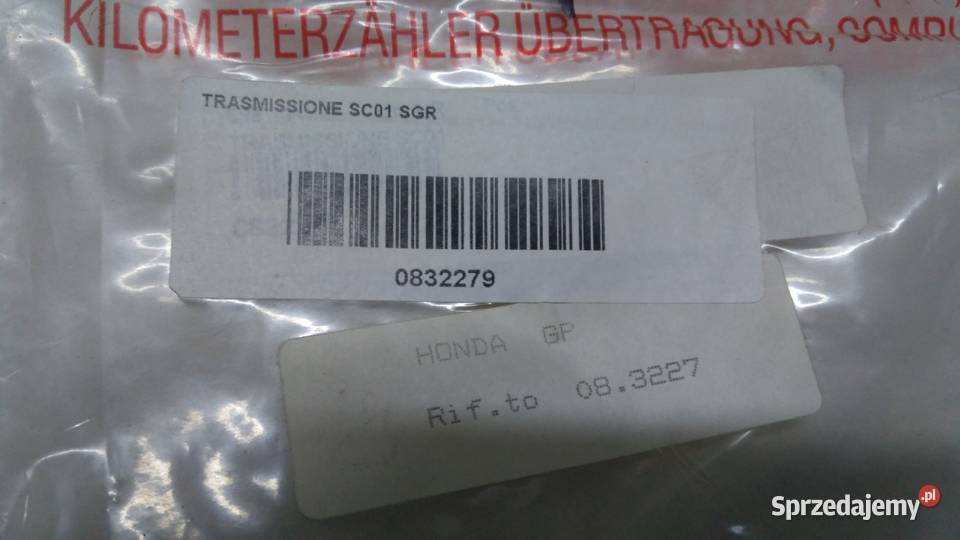 KILOMETERZÄHLER ÜBERTRAGUNG,
TRASMISSIONE SC01 SGR
0832279
HONDA GP
Rif.to 08.3227
Sprzedajemy.pl